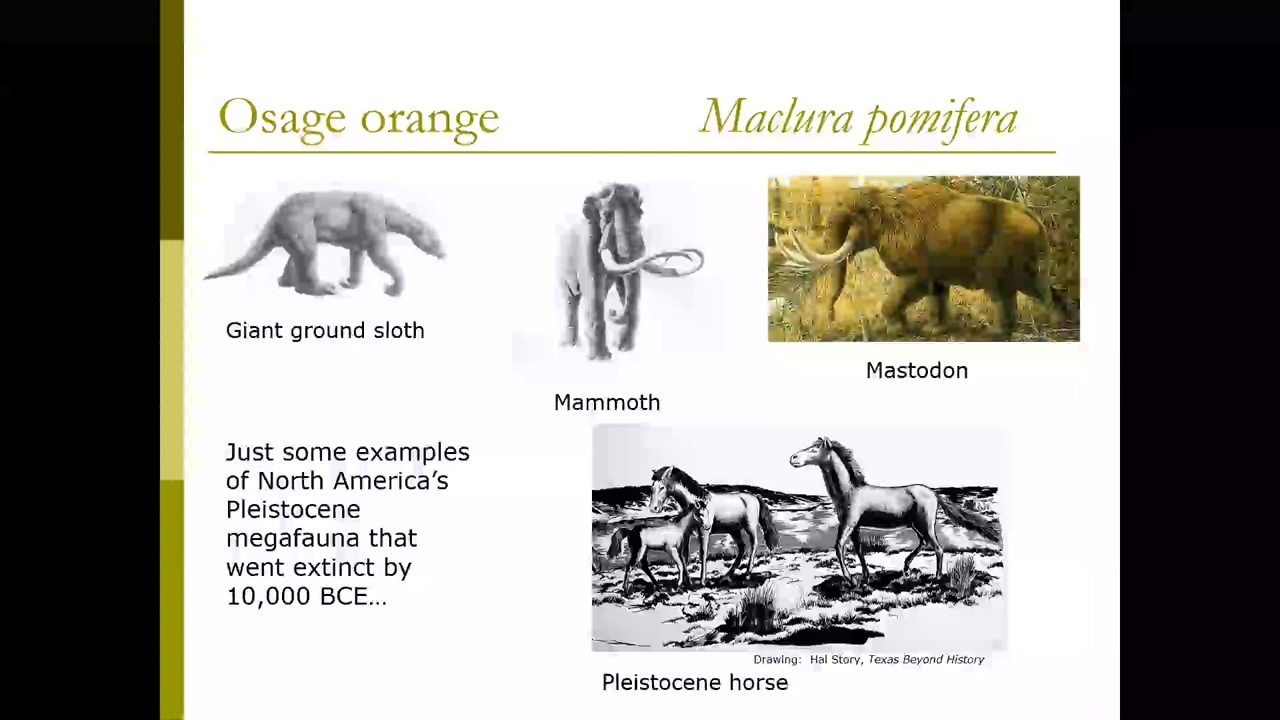 Osage orange Maclura pomifera
Giant ground sloth
Mammoth
Mastodon
Just some examples
of North America’s
Pleistocene
megafauna that
went extinct by
10,000 BCE…
Drawing: Hal Story, Texas Beyond History
Pleistocene horse